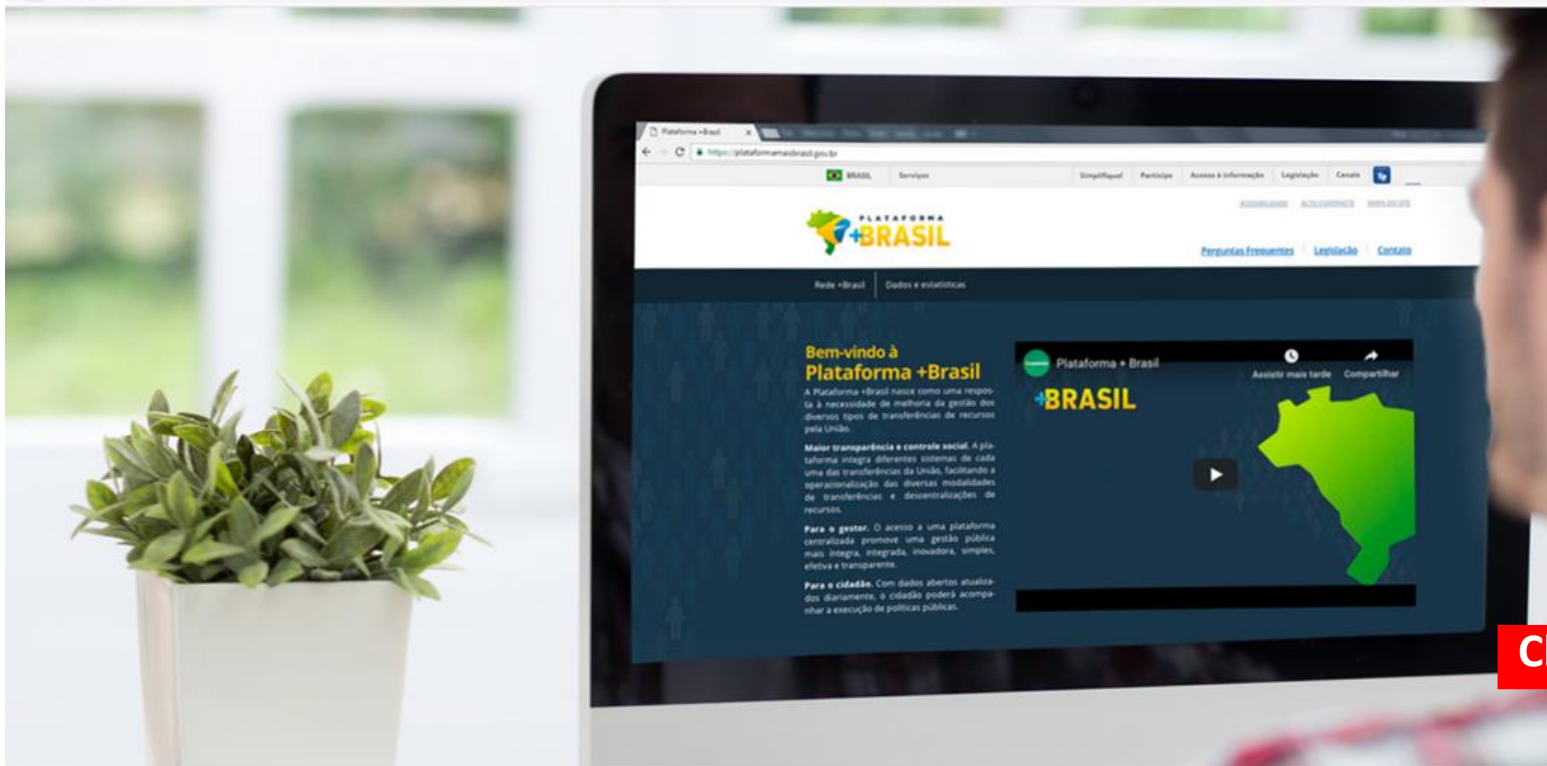 Plataforma +Brasil
https://plataformamaisbrasil.gov.br
BRASIL Serviços Simplifique! Participe Acesso à informação Legislação Canais
ACESSIBILIDADE ALTO CONTRASTE MAPA DO SITE
PLATAFORMA
+BRASIL
Perguntas Frequentes Legislação Contato
Rede +Brasil Dados e estatísticas
Bem-vindo à
Plataforma +Brasil
A Plataforma +Brasil nasce como uma respos-
ta à necessidade de melhoria da gestão dos
diversos tipos de transferências de recursos
pela União.
Maior transparência e controle social. A pla-
taforma integra diferentes sistemas de cada
uma das transferências da União, facilitando a
operacionalização das diversas modalidades
de transferências e descentralizações de
recursos.
Para o gestor. O acesso a uma plataforma
centralizada promove uma gestão pública
mais íntegra, integrada, inovadora, simples,
efetiva e transparente.
Para o cidadão. Com dados abertos atualiza-
dos diariamente, o cidadão poderá acompa-
nhar a execução de políticas públicas.
Plataforma + Brasil
Assistir mais tarde Compartilhar
+BRASIL